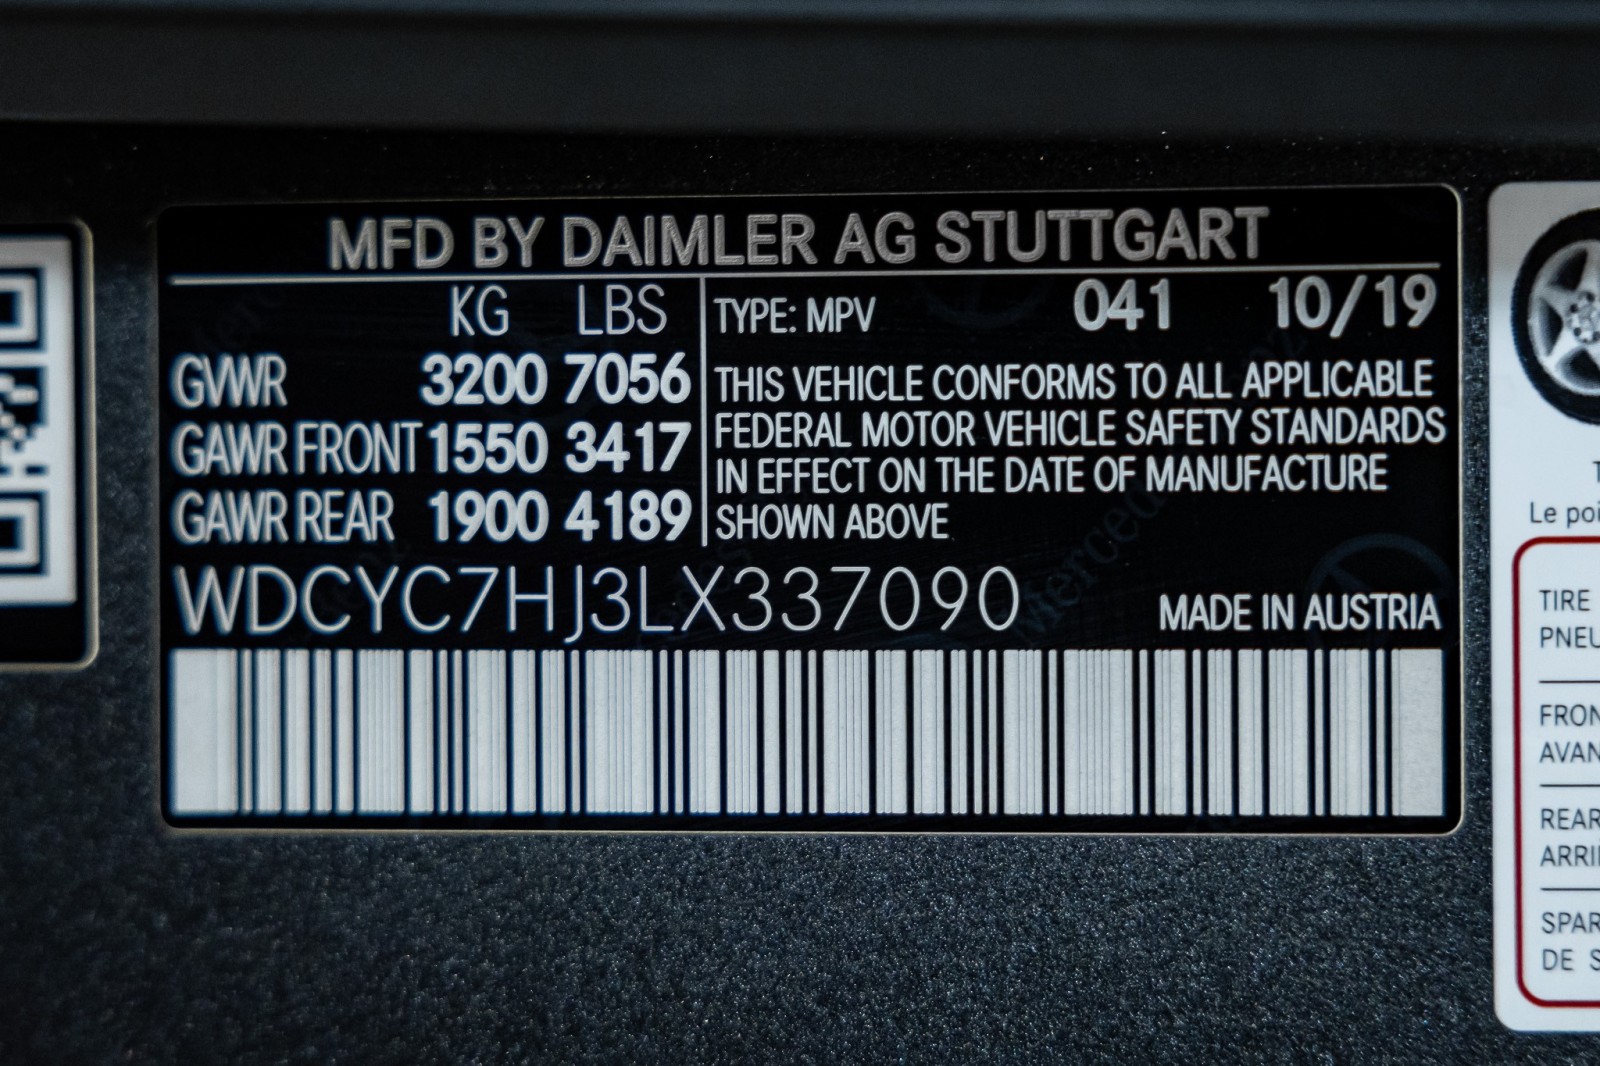 MFD BY DAIMLER AG STUTTGART
KG LBS
GVWR 3200 7056
GAWR FRONT 1550 3417
GAWR REAR 1900 4189
TYPE: MPV 041 10/19
THIS VEHICLE CONFORMS TO ALL APPLICABLE
FEDERAL MOTOR VEHICLE SAFETY STANDARDS
IN EFFECT ON THE DATE OF MANUFACTURE
SHOWN ABOVE
WDCYC7HJ3LX337090 MADE IN AUSTRIA
Le poi
TIRE
PNEU
FRON
AVAN
REAR
ARRI
SPAR
DE S